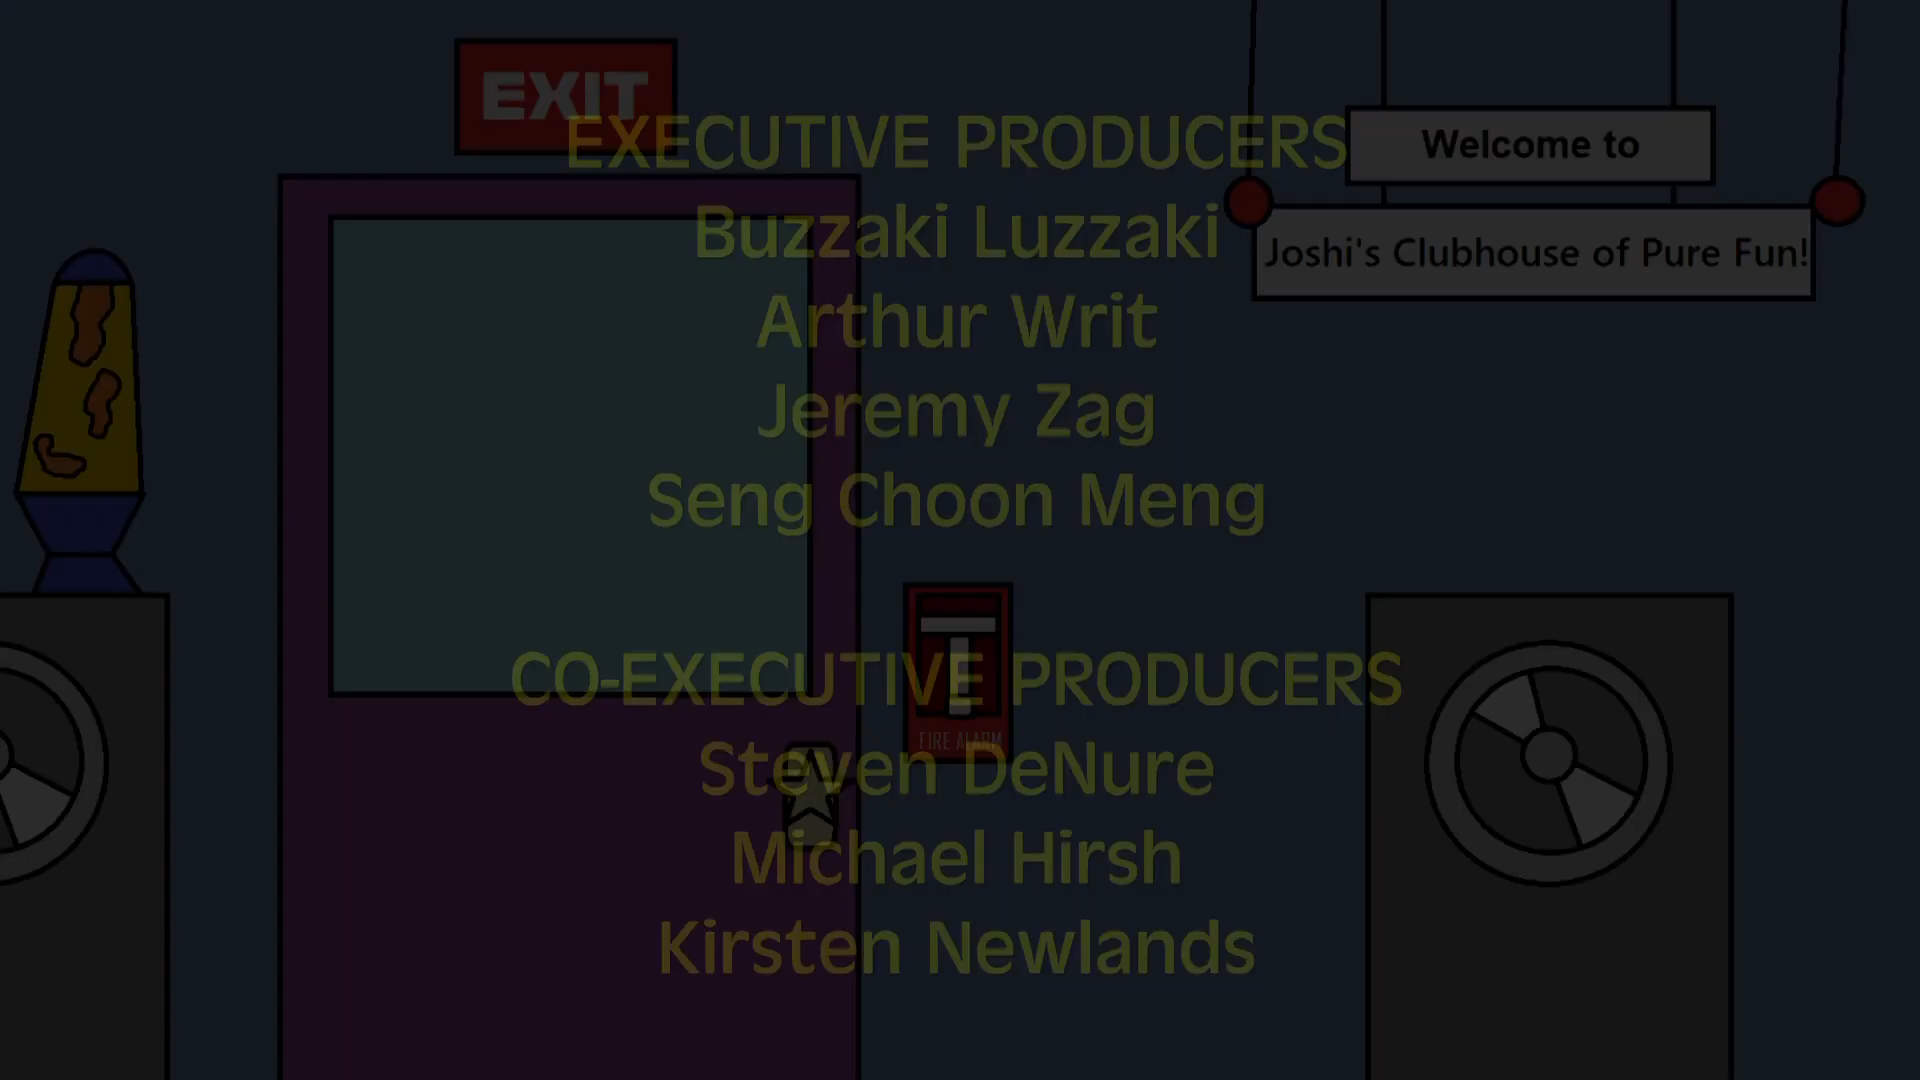 EXIT
EXECUTIVE PRODUCERS
Buzzaki Luzzaki
Arthur Writ
Jeremy Zag
Seng Choon Meng
Welcome to
Joshi's Clubhouse of Pure Fun!
CO-EXECUTIVE PRODUCERS
FIRE ALARM
Steven DeNure
Michael Hirsh
Kirsten Newlands